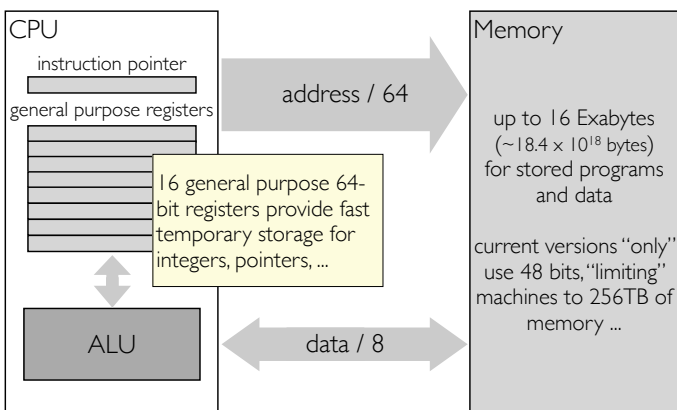 CPU
instruction pointer
general purpose registers
16 general purpose 64-
bit registers provide fast
temporary storage for
integers, pointers, ...
ALU
address / 64
data / 8
Memory
up to 16 Exabytes
(~18.4 x 10¹⁸ bytes)
for stored programs
and data
current versions “only”
use 48 bits, “limiting”
machines to 256TB of
memory ...